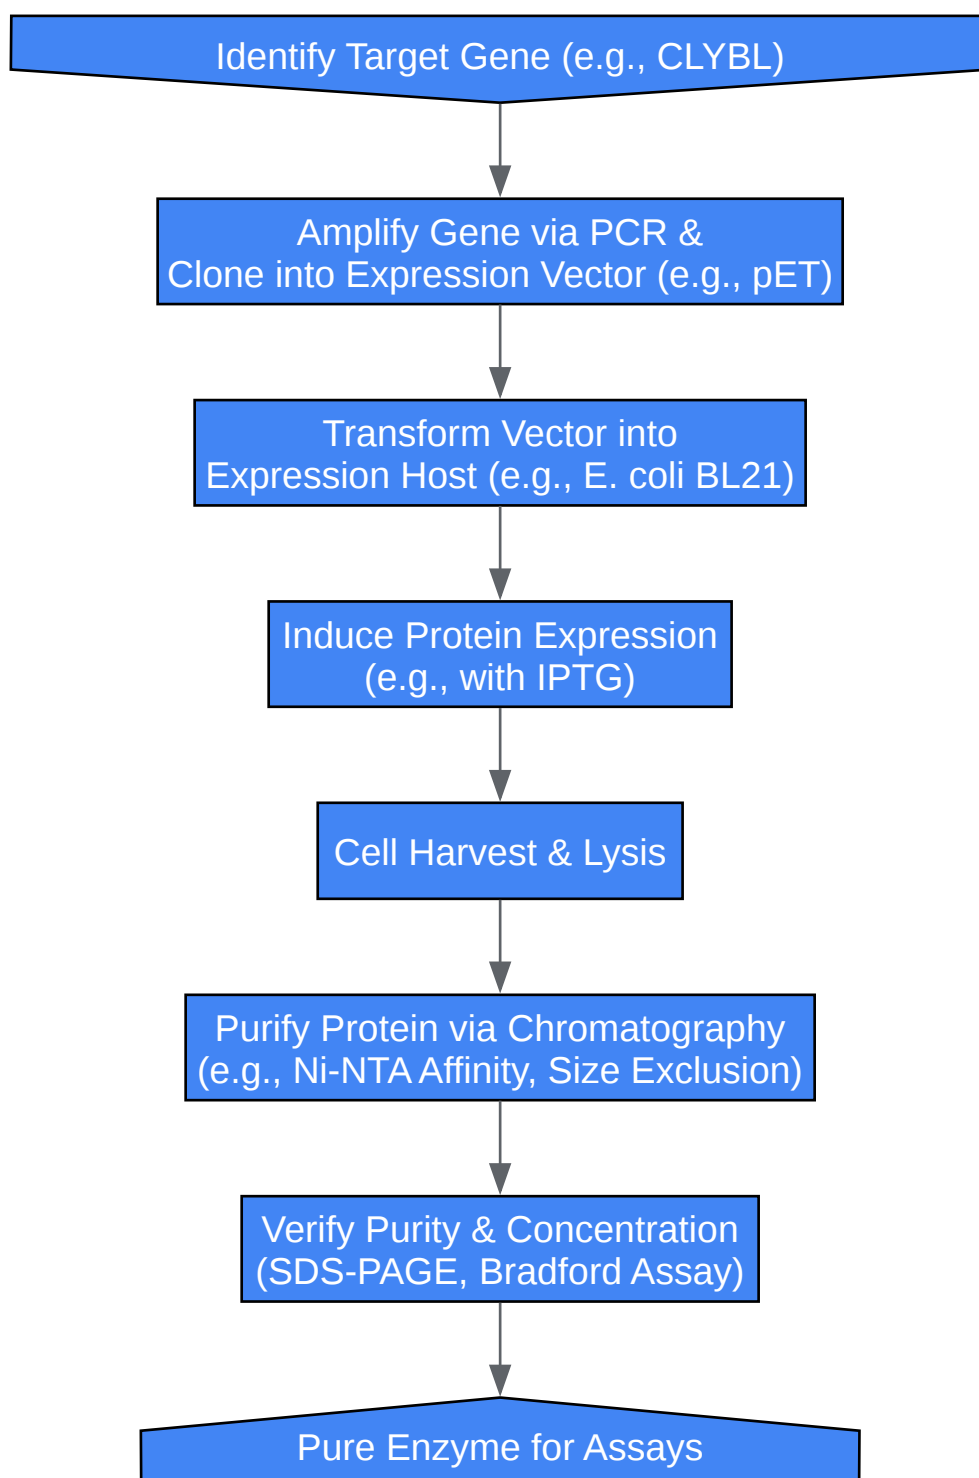 Identify Target Gene (e.g., CLYBL)
Amplify Gene via PCR &
Clone into Expression Vector (e.g., pET)
Transform Vector into
Expression Host (e.g., E. coli BL21)
Induce Protein Expression
(e.g., with IPTG)
Cell Harvest & Lysis
Purify Protein via Chromatography
(e.g., Ni-NTA Affinity, Size Exclusion)
Verify Purity & Concentration
(SDS-PAGE, Bradford Assay)
Pure Enzyme for Assays